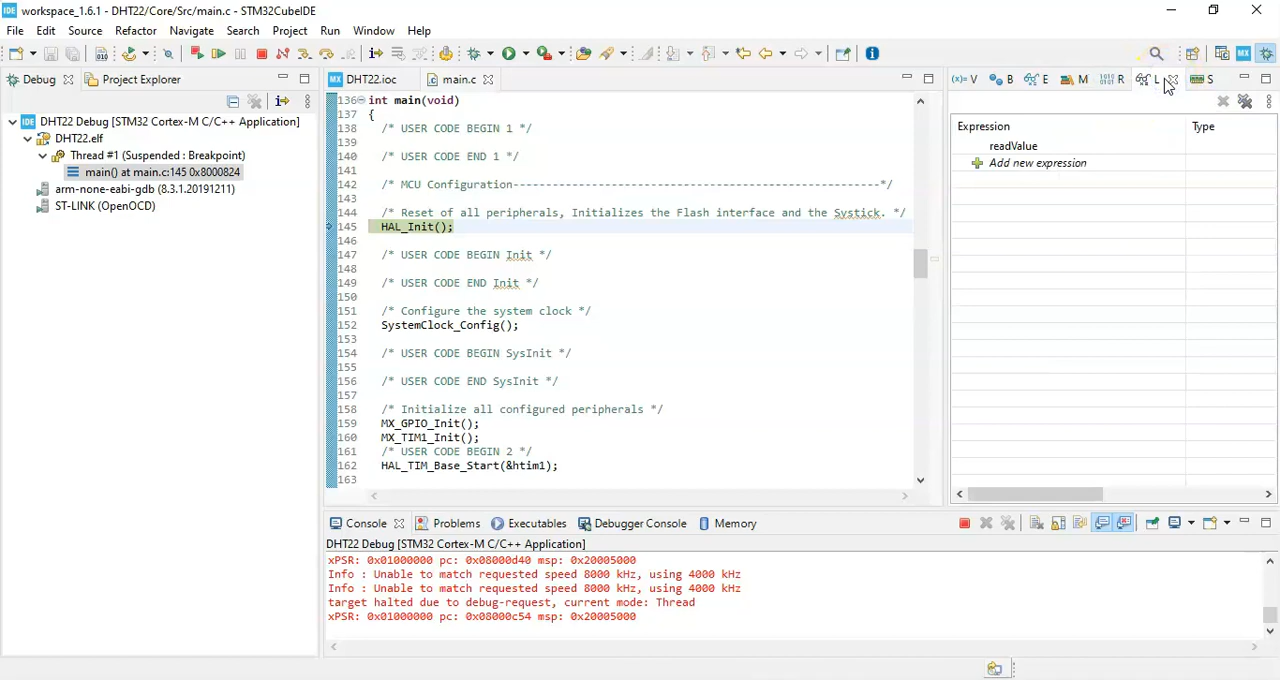 IDE workspace_1.6.1 - DHT22/Core/Src/main.c - STM32CubeIDE
File Edit Source Refactor Navigate Search Project Run Window Help
Debug Project Explorer
MX DHT22.ioc main.c
(x)= V B E M R L S
IDE DHT22 Debug [STM32 Cortex-M C/C++ Application]
DHT22.elf
Thread #1 (Suspended : Breakpoint)
main() at main.c:145 0x8000824
arm-none-eabi-gdb (8.3.1.20191211)
ST-LINK (OpenOCD)
136 int main(void)
137 {
138 /* USER CODE BEGIN 1 */
139
140 /* USER CODE END 1 */
141
142 /* MCU Configuration--------------------------------------------------------*/
143
144 /* Reset of all peripherals, Initializes the Flash interface and the Systick. */
145 HAL_Init();
146
147 /* USER CODE BEGIN Init */
148
149 /* USER CODE END Init */
150
151 /* Configure the system clock */
152 SystemClock_Config();
153
154 /* USER CODE BEGIN SysInit */
155
156 /* USER CODE END SysInit */
157
158 /* Initialize all configured peripherals */
159 MX_GPIO_Init();
160 MX_TIM1_Init();
161 /* USER CODE BEGIN 2 */
162 HAL_TIM_Base_Start(&htim1);
163
Expression Type
readValue
Add new expression
Console Problems Executables Debugger Console Memory
DHT22 Debug [STM32 Cortex-M C/C++ Application]
xPSR: 0x01000000 pc: 0x08000d40 msp: 0x20005000
Info : Unable to match requested speed 8000 kHz, using 4000 kHz
Info : Unable to match requested speed 8000 kHz, using 4000 kHz
target halted due to debug-request, current mode: Thread
xPSR: 0x01000000 pc: 0x08000c54 msp: 0x20005000